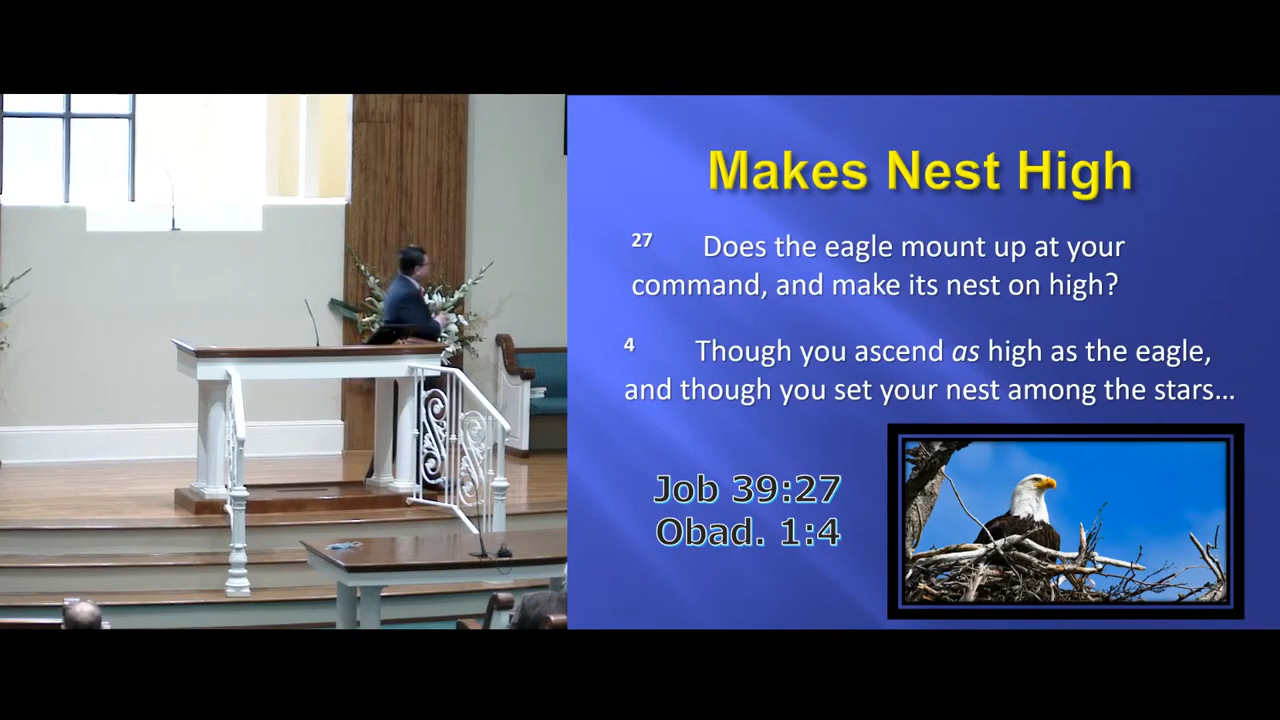 Makes Nest High
27 Does the eagle mount up at your
command, and make its nest on high?
4 Though you ascend as high as the eagle,
and though you set your nest among the stars...
Job 39:27
Obad. 1:4